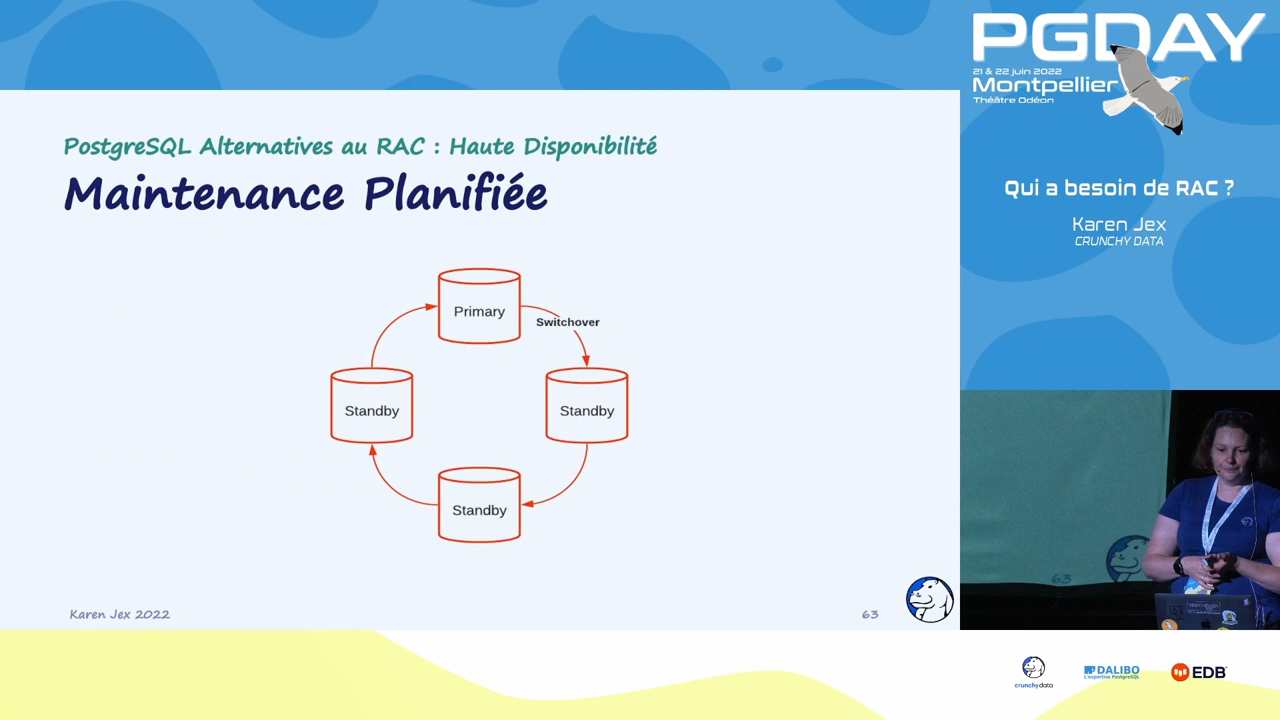 PostgreSQL Alternatives au RAC : Haute Disponibilité
Maintenance Planifiée
Primary
Switchover
Standby
Standby
Standby
Karen Jex 2022
63
PGDAY
21 & 22 juin 2022
Montpellier
Théâtre Odéon
Qui a besoin de RAC ?
Karen Jex
CRUNCHY DATA
63
crunchydata
DALIBO
L'expertise PostgreSQL
EDB